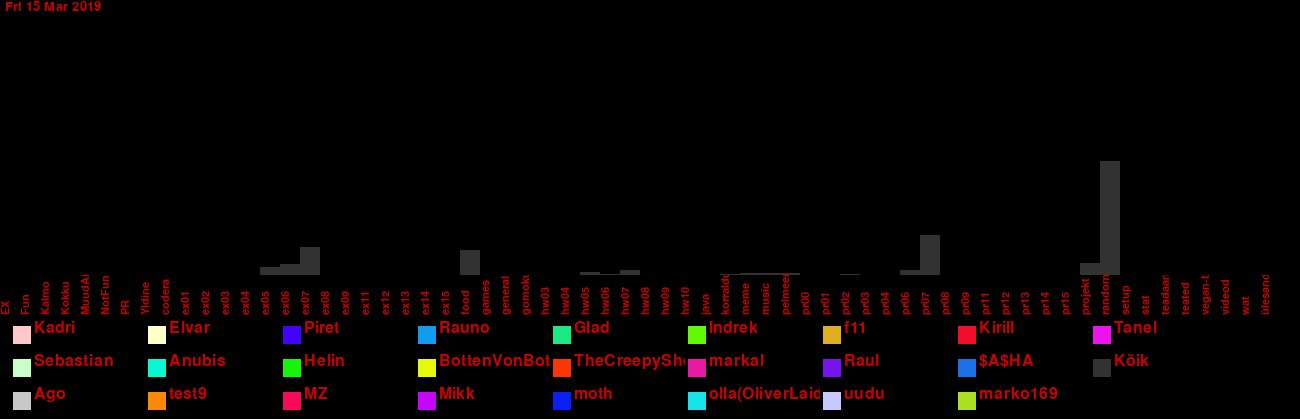 Fri 15 Mar 2019
EX Fun Kalmo Kokku MuudAi NotFun PR Yldine codera ex01 ex02 ex03 ex04 ex05 ex06 ex07 ex08 ex09 ex11 ex12 ex13 ex14 ex15 food games general gomoku hw03 hw04 hw05 hw06 hw07 hw08 hw09 hw10 java korraldu meme music pelmee pr00 pr01 pr02 pr03 pr04 pr06 pr07 pr08 pr09 pr11 pr12 pr13 pr14 pr15 projekt random setup stat teadaan teated vegan-t videod wat ülesand
Kadri Elvar Piret Rauno Glad Indrek f11 Kirill Tanel
Sebastian Anubis Helin BottenVonBot TheCreepyShe markal Raul $A$HA Kõik
Ago test9 MZ Mikk moth olla(OliverLaid uudu marko169